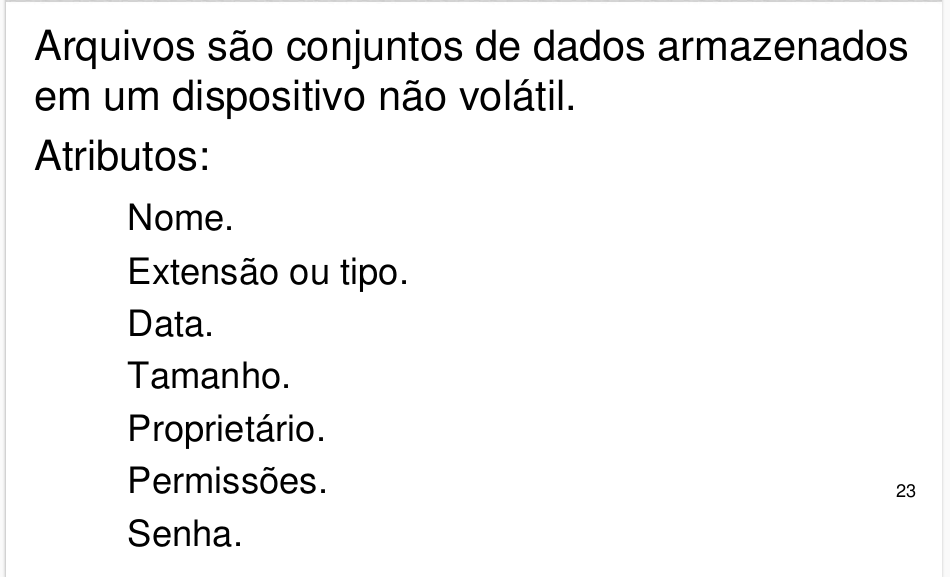 Arquivos são conjuntos de dados armazenados
em um dispositivo não volátil.
Atributos:
Nome.
Extensão ou tipo.
Data.
Tamanho.
Proprietário.
Permissões.
23
Senha.